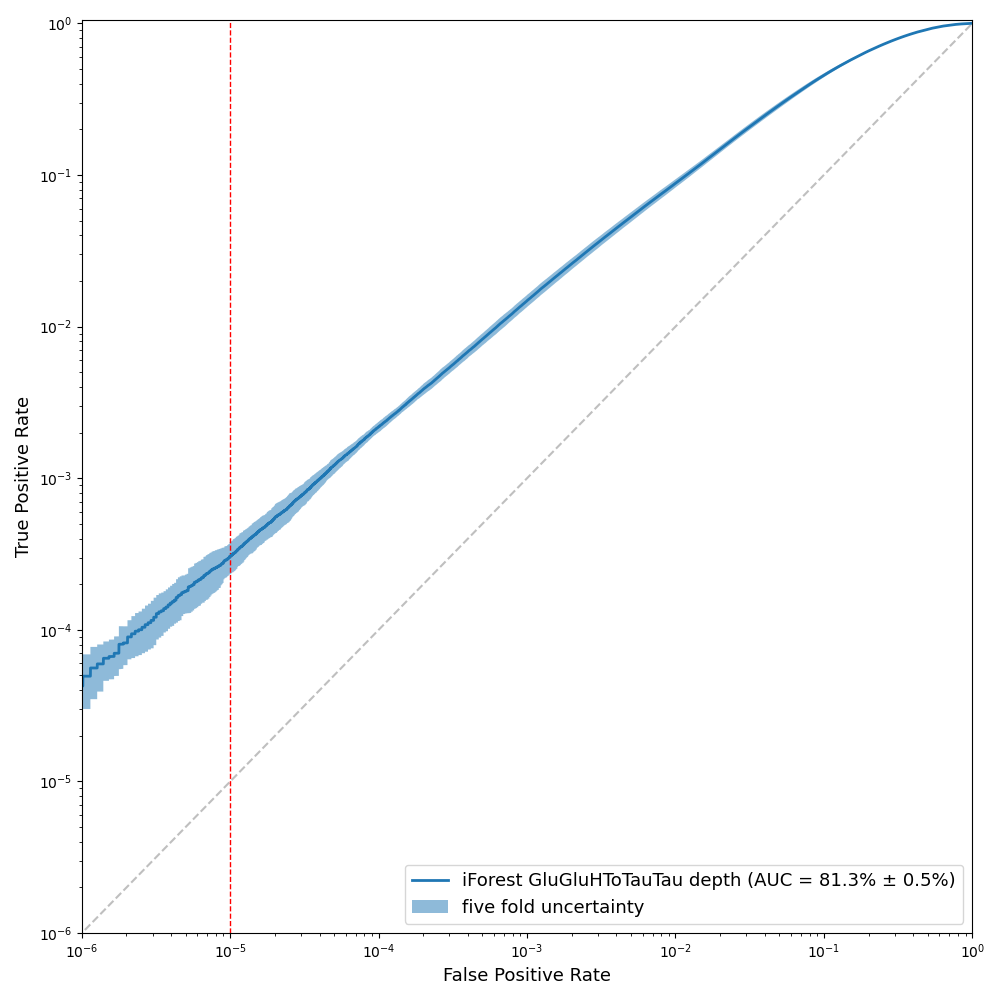 10⁰
10⁻¹
10⁻²
10⁻³
10⁻⁴
10⁻⁵
10⁻⁶
True Positive Rate
iForest GluGluHToTauTau depth (AUC = 81.3% ± 0.5%)
five fold uncertainty
10⁻⁶ 10⁻⁵ 10⁻⁴ 10⁻³ 10⁻² 10⁻¹ 10⁰
False Positive Rate